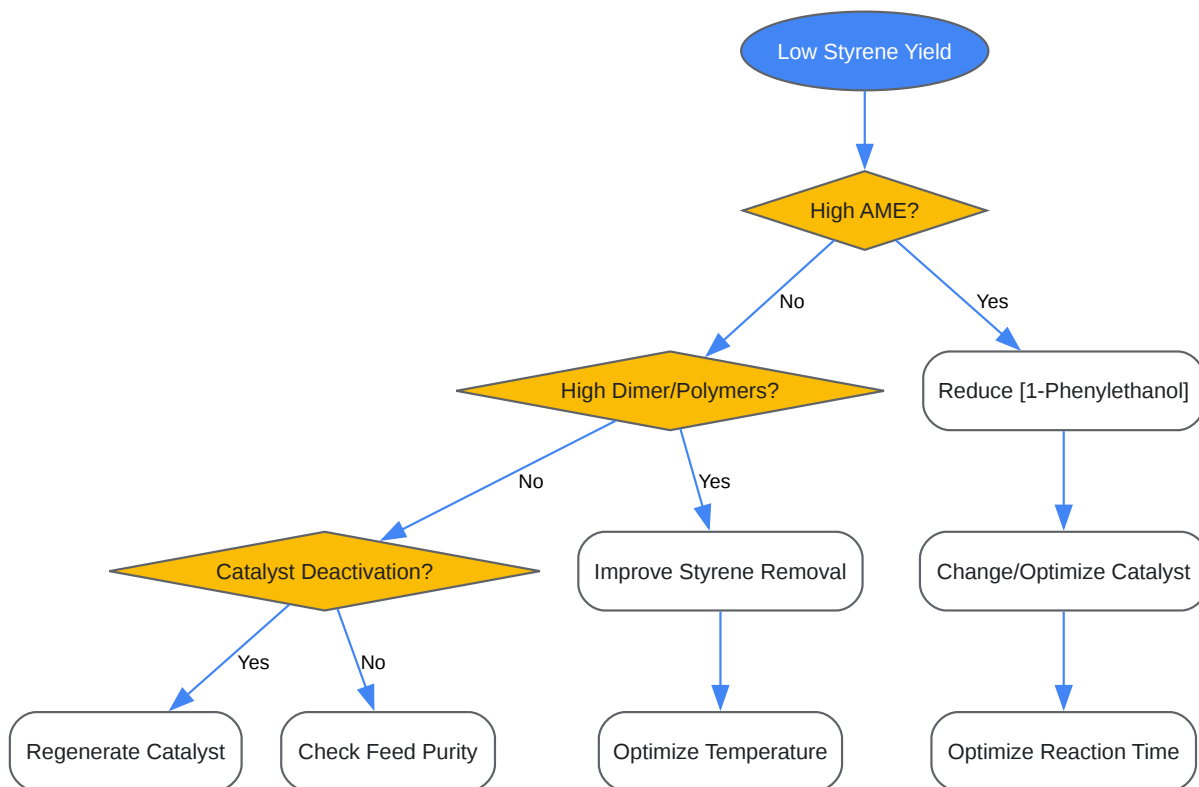 Low Styrene Yield
High AME?
No
Yes
High Dimer/Polymers?
Reduce [1-Phenylethanol]
No
Yes
Catalyst Deactivation?
Improve Styrene Removal
Change/Optimize Catalyst
Yes
No
Regenerate Catalyst
Check Feed Purity
Optimize Temperature
Optimize Reaction Time